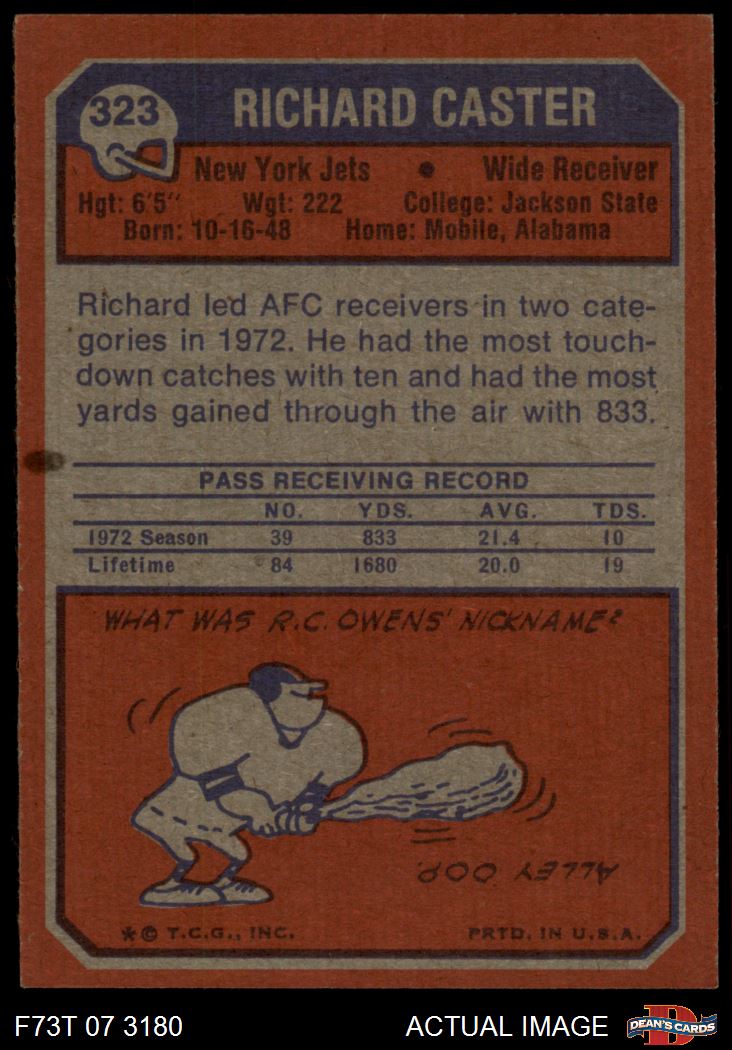 323
RICHARD CASTER
New York Jets • Wide Receiver
Hgt: 6'5" Wgt: 222 College: Jackson State
Born: 10-16-48 Home: Mobile, Alabama
Richard led AFC receivers in two cate-
gories in 1972. He had the most touch-
down catches with ten and had the most
yards gained through the air with 833.
PASS RECEIVING RECORD
NO. YDS. AVG. TDS.
1972 Season 39 833 21.4 10
Lifetime 84 1680 20.0 19
WHAT WAS R.C. OWENS' NICKNAME?
ALLEY OOP.
*© T.C.G., INC. PRTD. IN U.S.A.
F73T 07 3180 ACTUAL IMAGE D DEAN'S CARDS